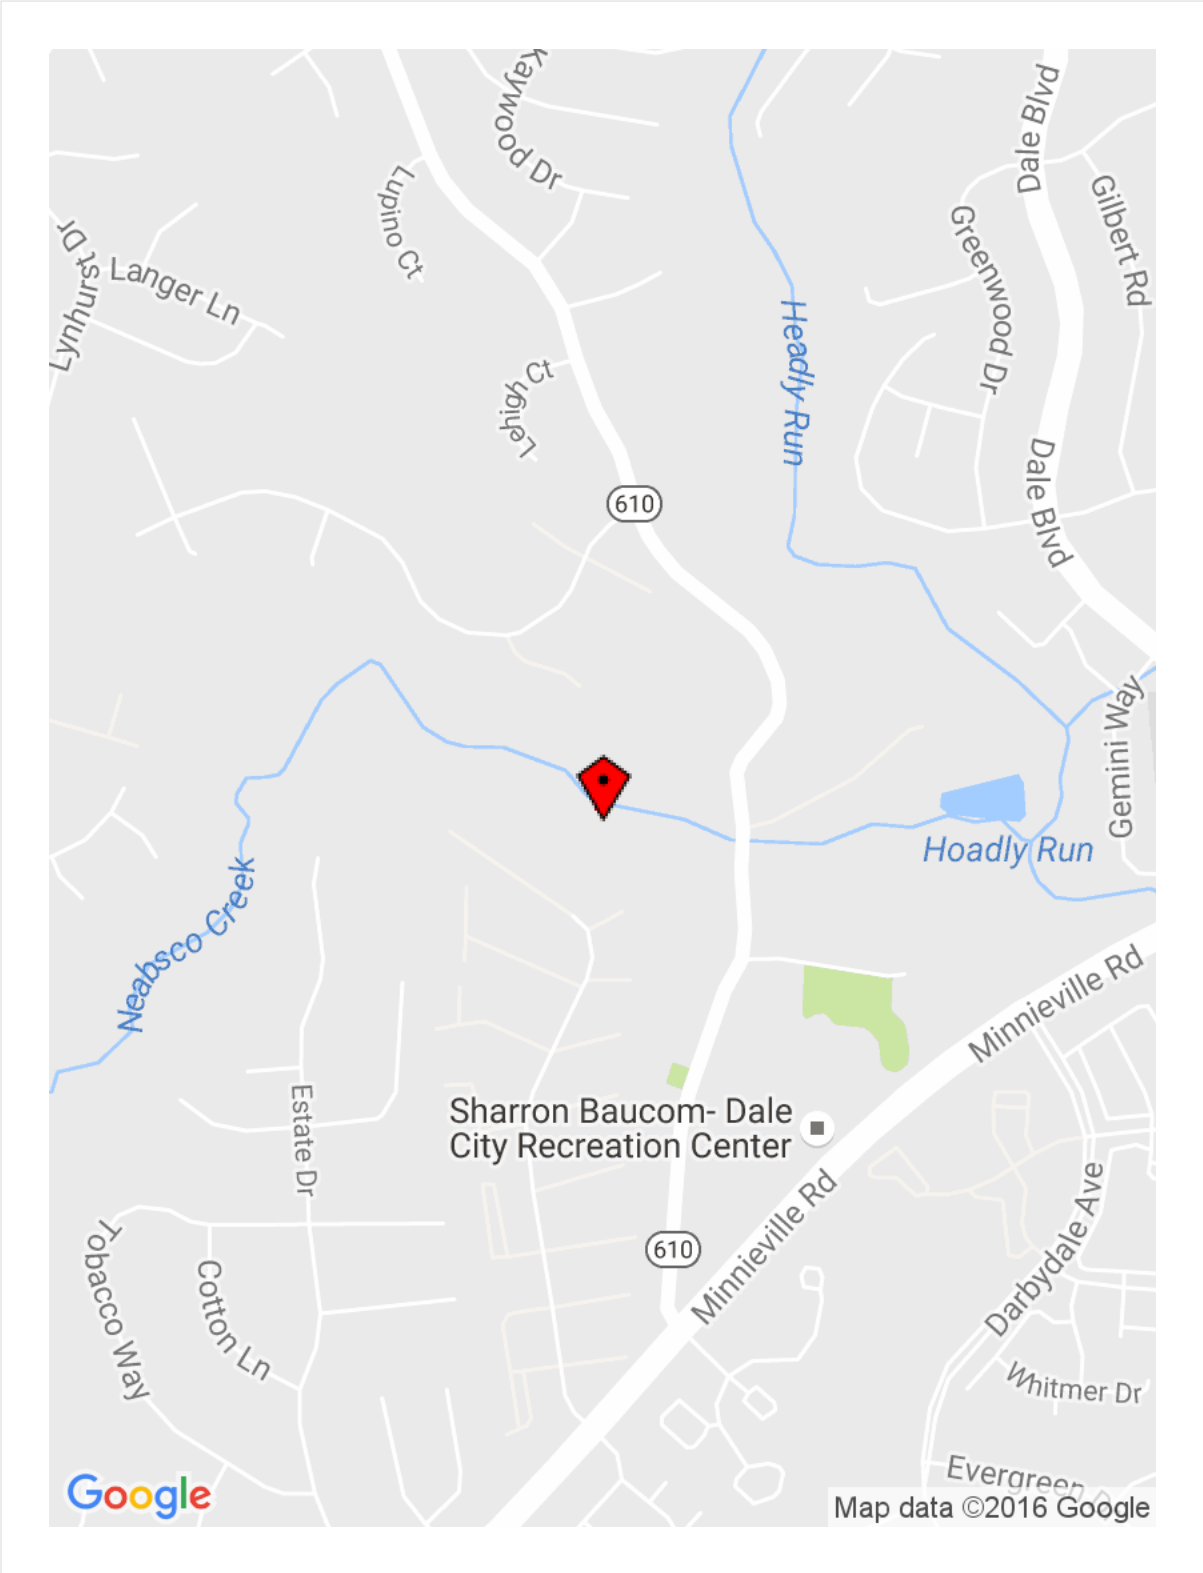 Kaywood Dr
Dale Blvd
Lupino Ct
Gilbert Rd
Greenwood Dr
Lynhurst Dr
Langer Ln
Headly Run
Lehigh Ct
Dale Blvd
610
Gemini Way
Hoadly Run
Neabsco Creek
Minnieville Rd
Estate Dr
Sharron Baucom- Dale
City Recreation Center
Minnieville Rd
Darbydale Ave
610
Tobacco Way
Cotton Ln
Whitmer Dr
Evergreen D
Google
Map data ©2016 Google